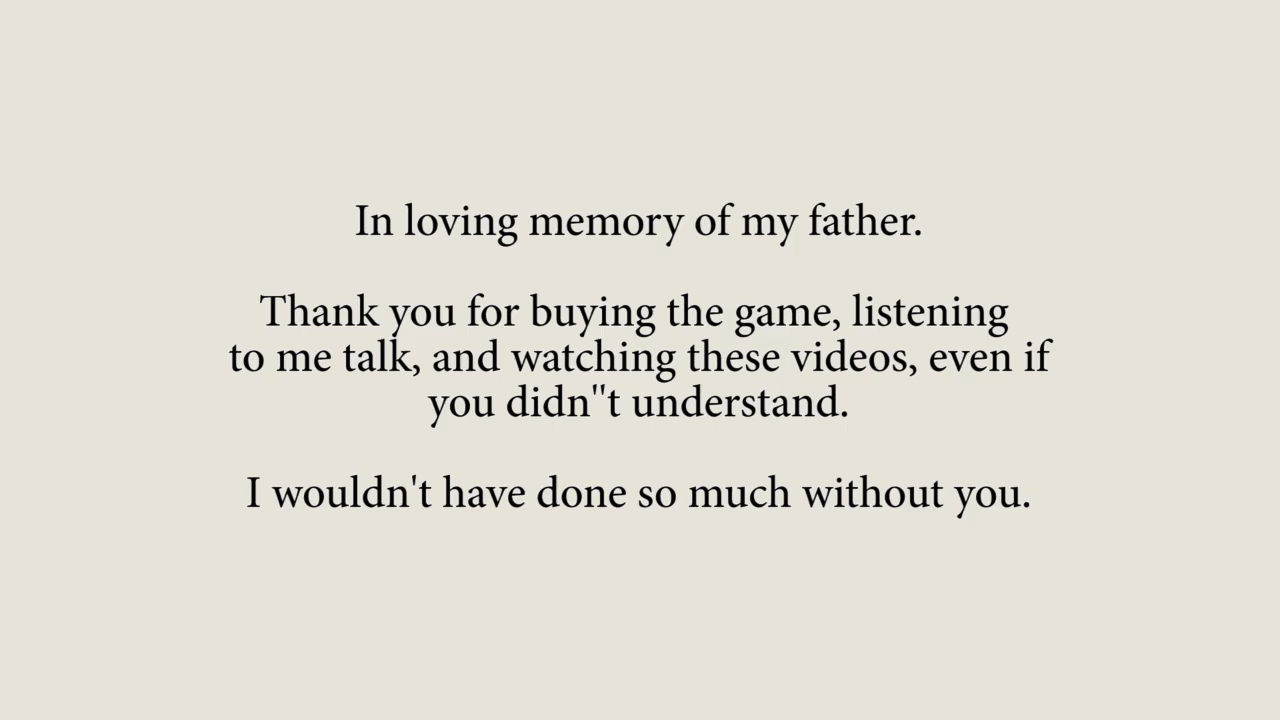 In loving memory of my father.
Thank you for buying the game, listening
to me talk, and watching these videos, even if
you didn''t understand.
I wouldn't have done so much without you.